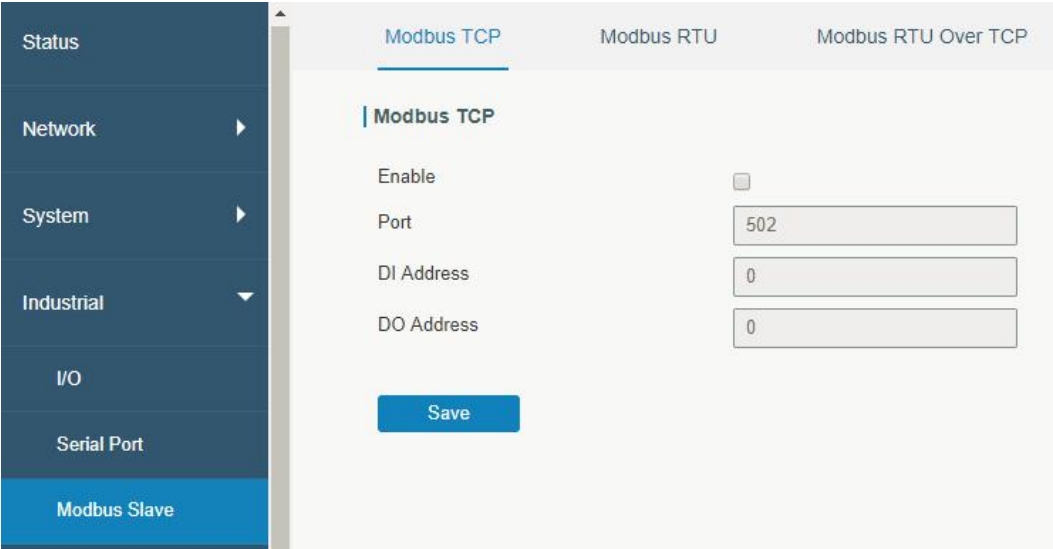 Status
Network
System
Industrial
I/O
Serial Port
Modbus Slave
Modbus TCP
Modbus RTU
Modbus RTU Over TCP
Modbus TCP
Enable
Port
502
DI Address
0
DO Address
0
Save